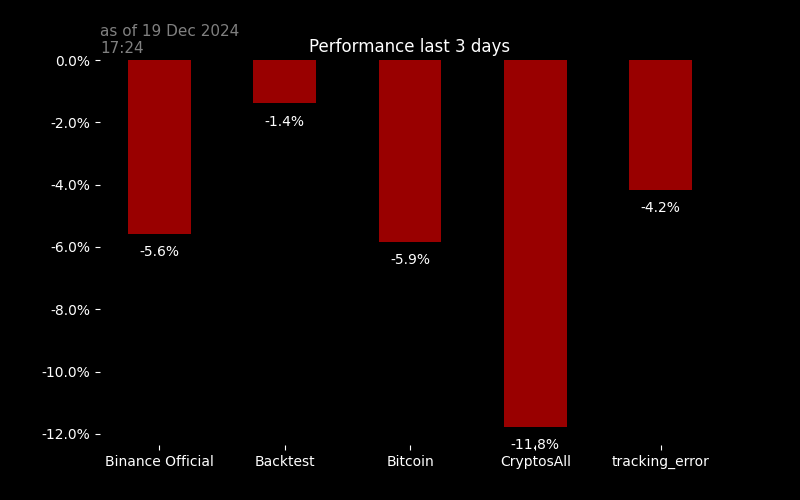 as of 19 Dec 2024
17:24
Performance last 3 days
0.0%
-2.0%
-4.0%
-6.0%
-8.0%
-10.0%
-12.0%
-5.6%
-1.4%
-5.9%
-11.8%
-4.2%
Binance Official
Backtest
Bitcoin
CryptosAll
tracking_error